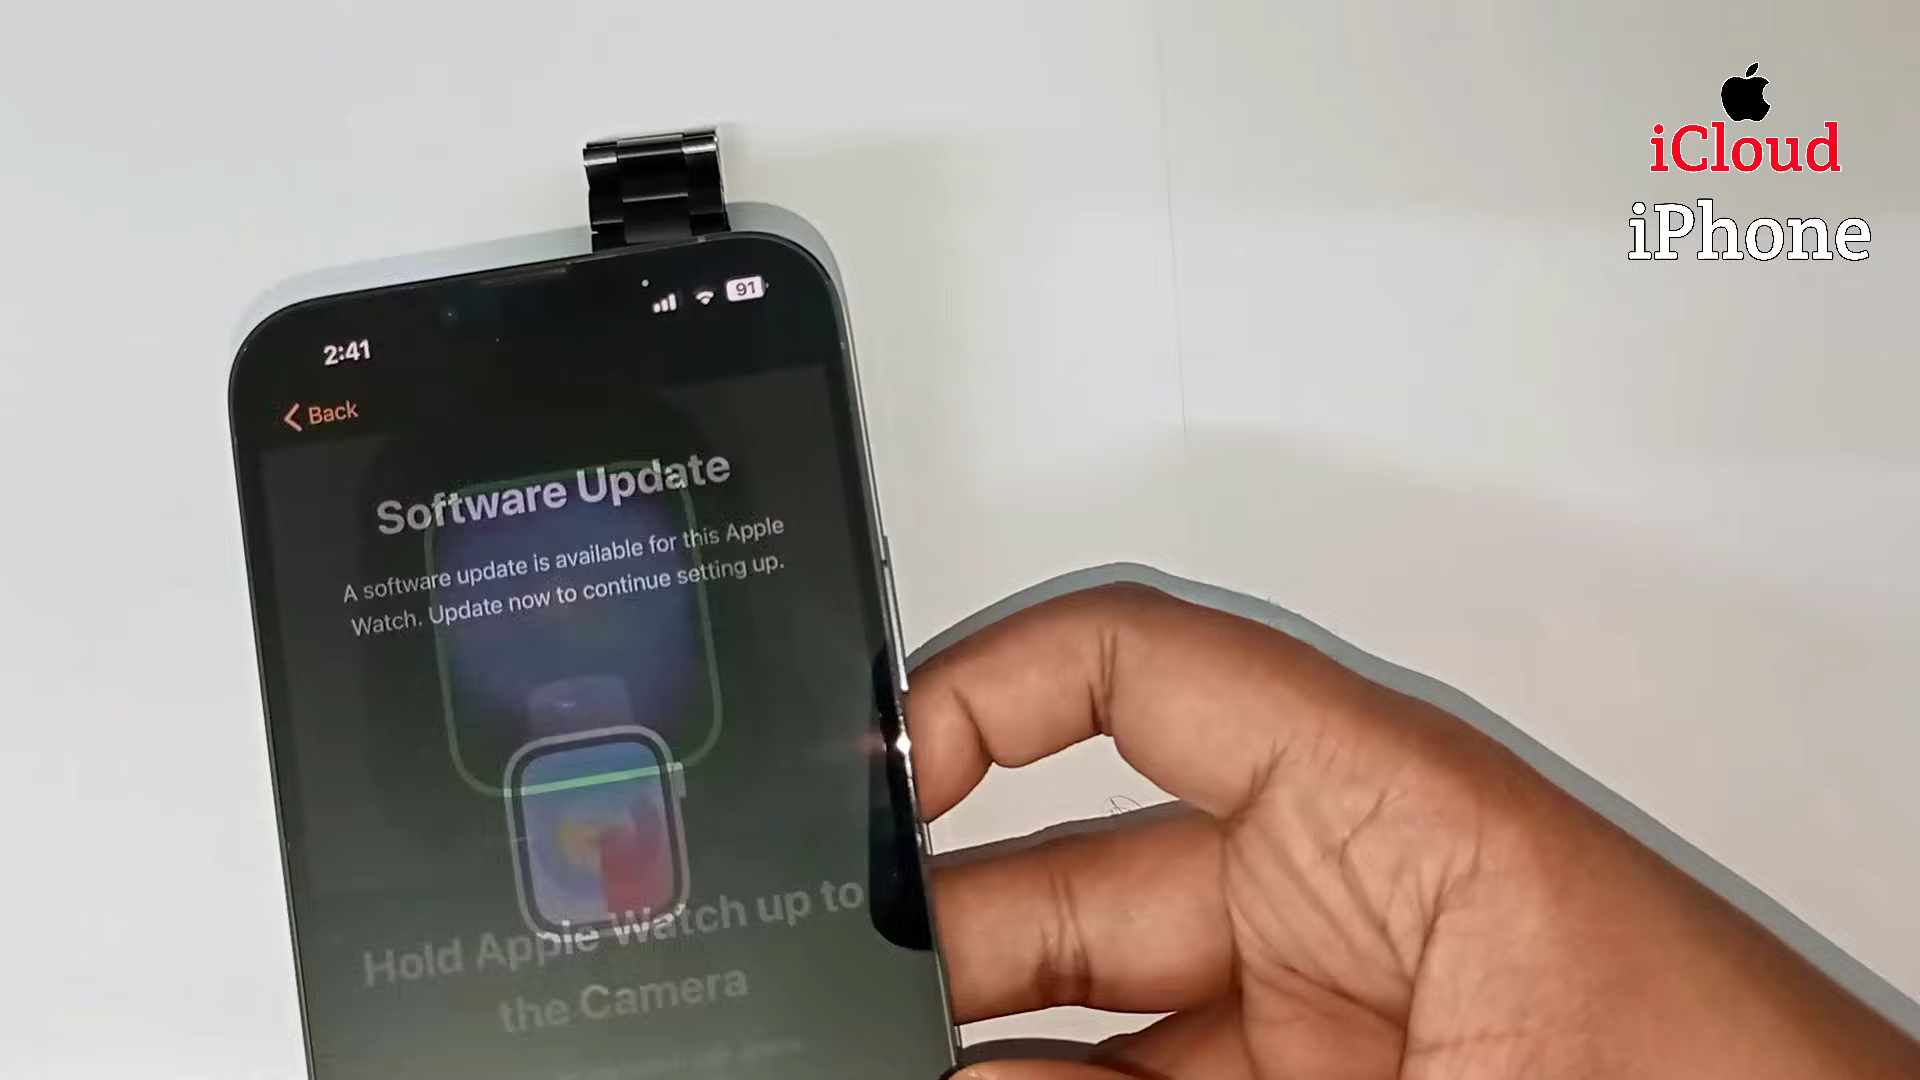 iCloud
iPhone
2:41
91
Back
Software Update
A software update is available for this Apple
Watch. Update now to continue setting up.
Hold Apple Watch up to
the Camera